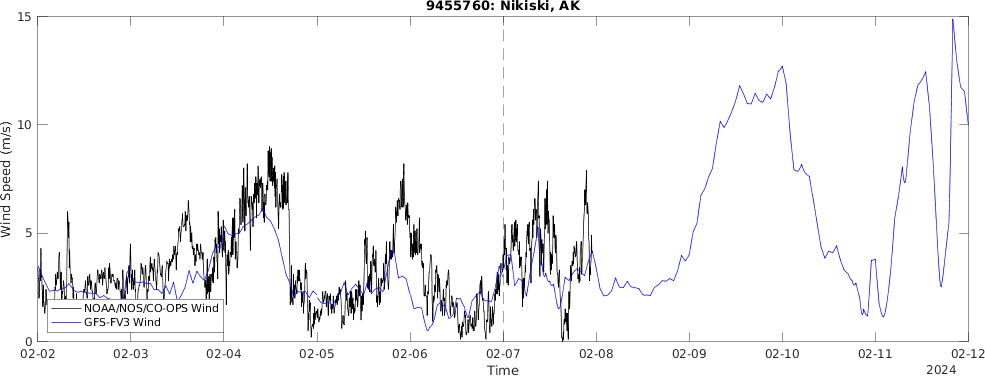 9455760: Nikiski, AK
Wind Speed (m/s)
15
10
5
0
NOAA/NOS/CO-OPS Wind
GFS-FV3 Wind
02-02 02-03 02-04 02-05 02-06 02-07 02-08 02-09 02-10 02-11 02-12
Time
2024